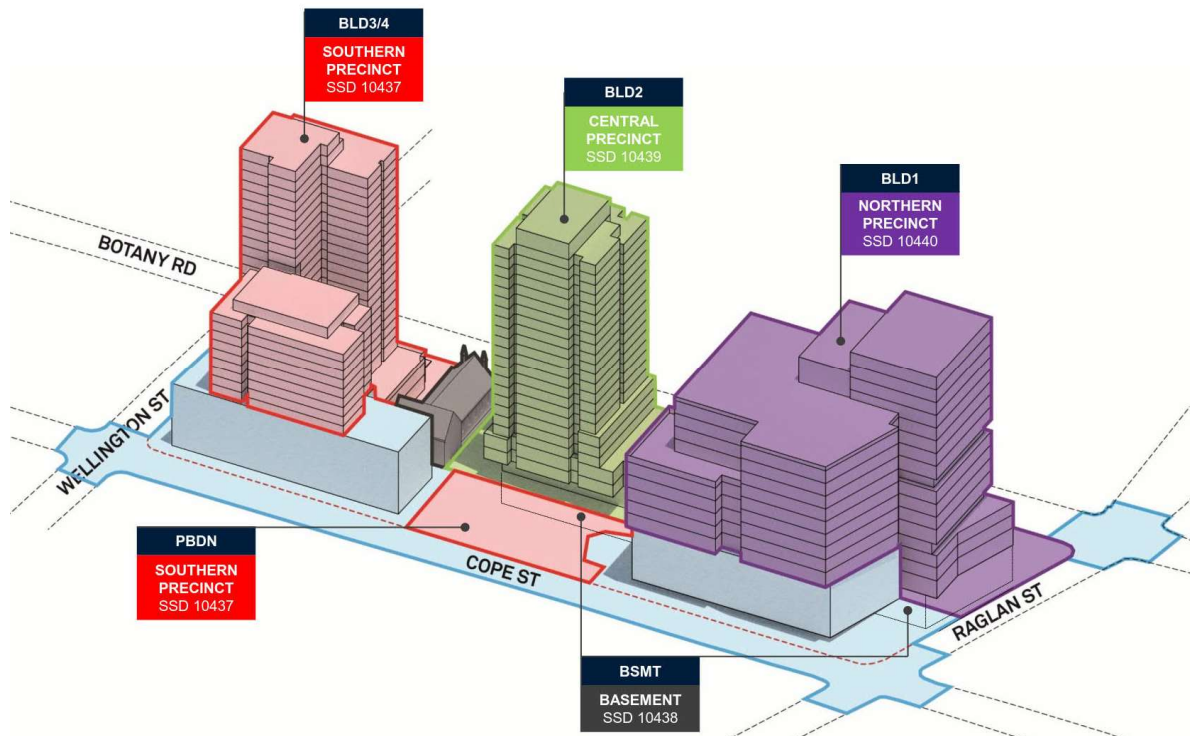 BLD3/4
SOUTHERN
PRECINCT
SSD 10437
BLD2
CENTRAL
PRECINCT
SSD 10439
BLD1
NORTHERN
PRECINCT
SSD 10440
BOTANY RD
WELLINGTON ST
PBDN
SOUTHERN
PRECINCT
SSD 10437
COPE ST
RAGLAN ST
BSMT
BASEMENT
SSD 10438